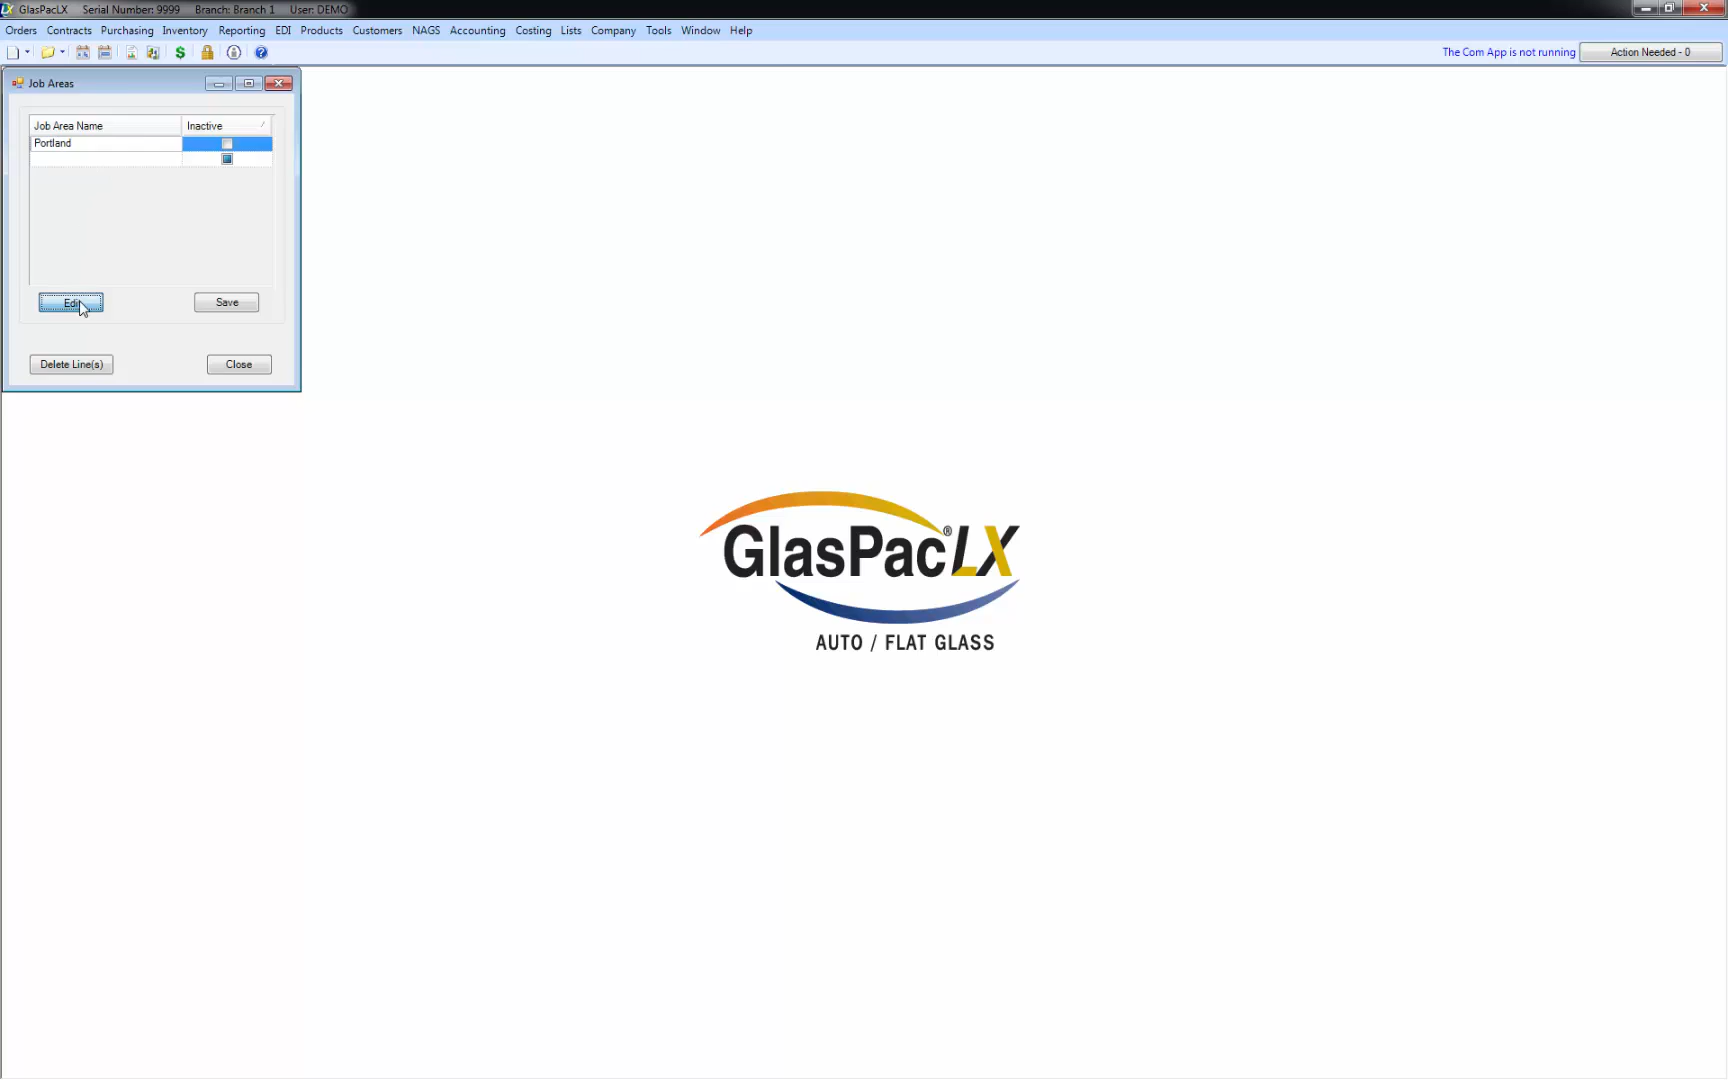 GlasPacLX Serial Number: 9999 Branch: Branch 1 User: DEMO
Orders Contracts Purchasing Inventory Reporting EDI Products Customers NAGS Accounting Costing Lists Company Tools Window Help
The Com App is not running Action Needed - 0
Job Areas
Job Area Name Inactive
Portland
Edit Save
Delete Line(s) Close
GlasPac®LX
AUTO / FLAT GLASS